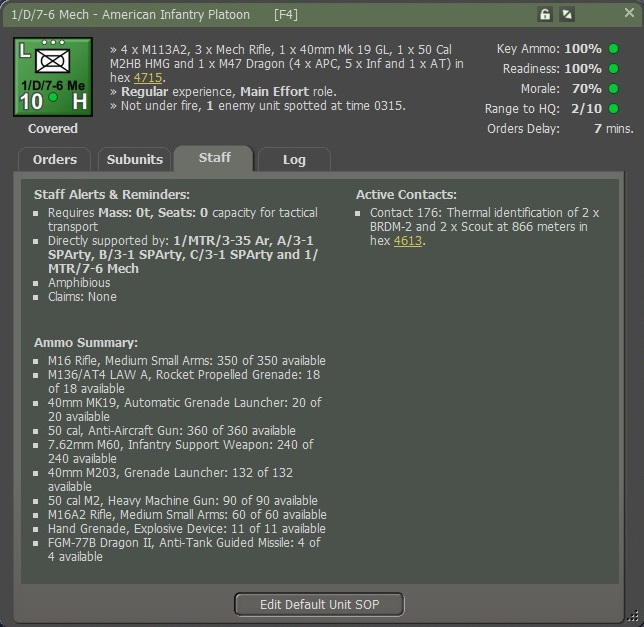 1/D/7-6 Mech - American Infantry Platoon [F4]
L
1/D/7-6 Me
10 H
Covered
» 4 x M113A2, 3 x Mech Rifle, 1 x 40mm Mk 19 GL, 1 x 50 Cal
M2HB HMG and 1 x M47 Dragon (4 x APC, 5 x Inf and 1 x AT) in
hex 4715.
» Regular experience, Main Effort role.
» Not under fire, 1 enemy unit spotted at time 0315.
Key Ammo: 100%
Readiness: 100%
Morale: 70%
Range to HQ: 2/10
Orders Delay: 7 mins.
Orders Subunits Staff Log
Staff Alerts & Reminders:
Requires Mass: 0t, Seats: 0 capacity for tactical
transport
Directly supported by: 1/MTR/3-35 Ar, A/3-1
SPArty, B/3-1 SPArty, C/3-1 SPArty and 1/
MTR/7-6 Mech
Amphibious
Claims: None
Ammo Summary:
M16 Rifle, Medium Small Arms: 350 of 350 available
M136/AT4 LAW A, Rocket Propelled Grenade: 18
of 18 available
40mm MK19, Automatic Grenade Launcher: 20 of
20 available
50 cal, Anti-Aircraft Gun: 360 of 360 available
7.62mm M60, Infantry Support Weapon: 240 of
240 available
40mm M203, Grenade Launcher: 132 of 132
available
50 cal M2, Heavy Machine Gun: 90 of 90 available
M16A2 Rifle, Medium Small Arms: 60 of 60 available
Hand Grenade, Explosive Device: 11 of 11 available
FGM-77B Dragon II, Anti-Tank Guided Missile: 4 of
4 available
Active Contacts:
Contact 176: Thermal identification of 2 x
BRDM-2 and 2 x Scout at 866 meters in
hex 4613.
Edit Default Unit SOP